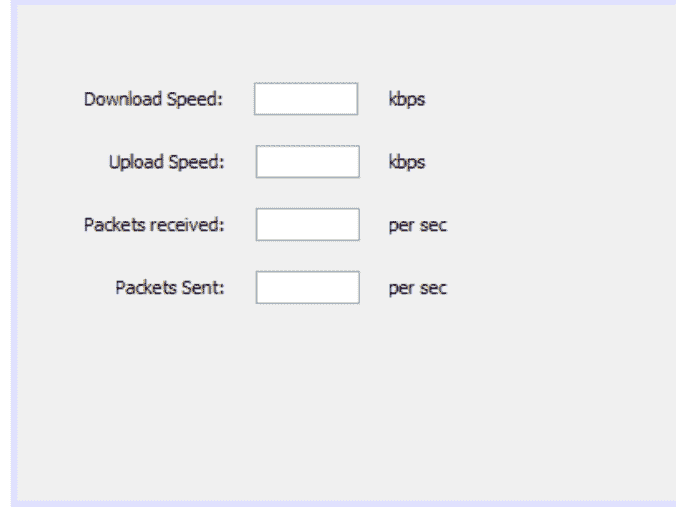 Download Speed: kbps
Upload Speed: kbps
Packets received: per sec
Packets Sent: per sec